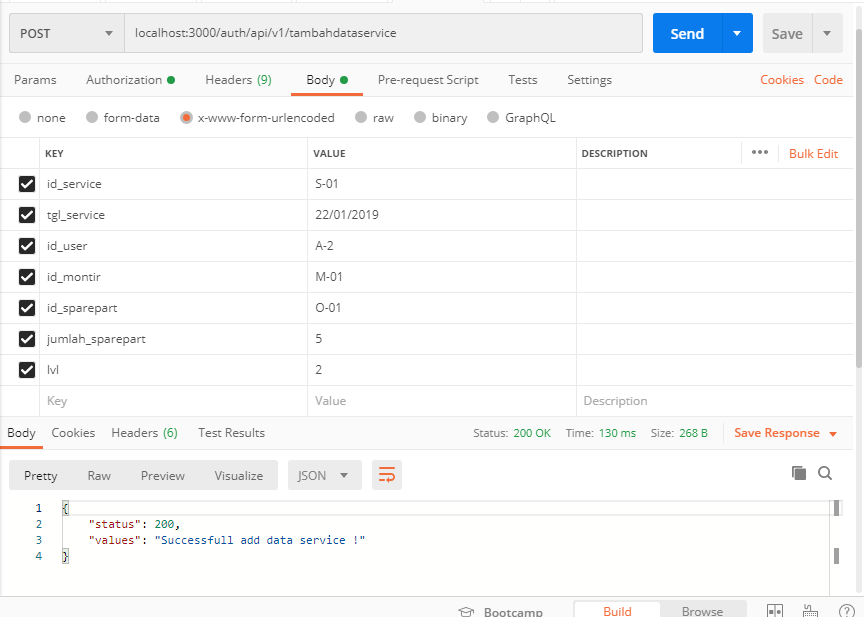 POST localhost:3000/auth/api/v1/tambahdataservice Send Save
Params Authorization Headers (9) Body Pre-request Script Tests Settings Cookies Code
none form-data x-www-form-urlencoded raw binary GraphQL
KEY VALUE DESCRIPTION ••• Bulk Edit
id_service S-01
tgl_service 22/01/2019
id_user A-2
id_montir M-01
id_sparepart O-01
jumlah_sparepart 5
lvl 2
Key Value Description
Body Cookies Headers (6) Test Results Status: 200 OK Time: 130 ms Size: 268 B Save Response
Pretty Raw Preview Visualize JSON
1 {
2 "status": 200,
3 "values": "Successfull add data service !"
4 }
Bootcamp Build Browse ?